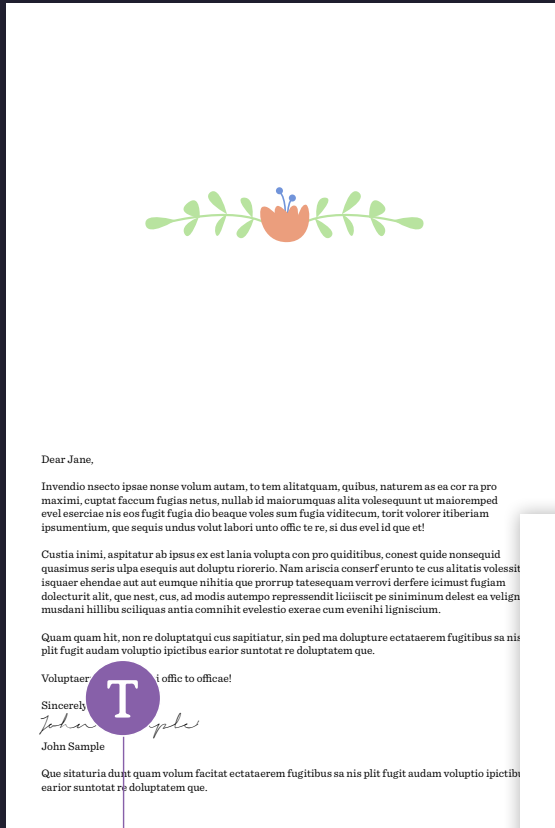 Dear Jane,
Invendio nsecto ipsae nonse volum autam, to tem alitatquam, quibus, naturem as ea cor ra pro
maximi, cuptat faccum fugias netus, nullab id maiorumquas alita volesequunt ut maioremped
evel eserciae nis eos fugit fugia dio beaque voles sum fugia viditecum, torit volorer itiberiam
ipsumentium, que sequis undus volut labori unto offic te re, si dus evel id que et!
Custia inimi, aspitatur ab ipsus ex est lania volupta con pro quiditibus, conest quide nonsequid
quasimus seris ulpa esequis aut doluptu riorerio. Nam ariscia conserf erunto te cus alitatis volessit
isquaer ehendae aut aut eumque nihitia que prorrup tatesequam verrovi derfere icimust fugiam
dolecturit alit, que nest, cus, ad modis autempo repressendit liciiscit pe siniminum delest ea
musdani hillibu sciliquas antia comnihit evelestio exerae cum evenihi ligniscium.
Quam quam hit, non re doluptatqui cus sapitiatur, sin ped ma dolupture ectataerem fugitibus sa nis
plit fugit audam voluptio ipictibus earior suntotat re doluptatem que.
i offic to officae!
Sincerely
John
John Sample
T
Que sitaturia dunt quam volum facitat ectataerem fugitibus sa nis plit fugit audam voluptio
earior suntotat re doluptatem que.